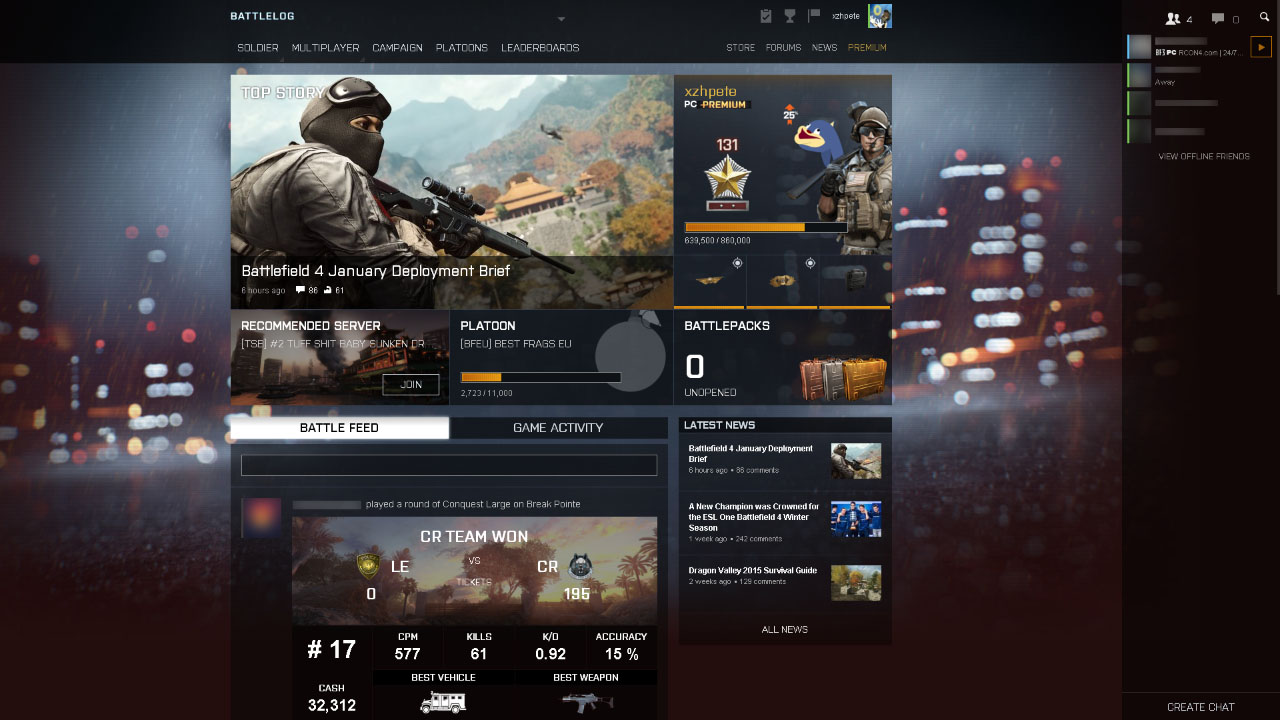 BATTLELOG
xzhpete
4
0
SOLDIER MULTIPLAYER CAMPAIGN PLATOONS LEADERBOARDS
STORE FORUMS NEWS PREMIUM
TOP STORY
Battlefield 4 January Deployment Brief
6 hours ago 86 61
xzhpete
PC PREMIUM
25%
131
639,500 / 860,000
PC RCON4.com | 24/7...
Away
VIEW OFFLINE FRIENDS
RECOMMENDED SERVER
[TSB] #2 TUFF SHIT BABY SUNKEN DR
JOIN
PLATOON
[BFEU] BEST FRAGS EU
2,723 / 11,000
BATTLEPACKS
0
UNOPENED
BATTLE FEED
GAME ACTIVITY
played a round of Conquest Large on Break Pointe
CR TEAM WON
LE VS CR
TICKETS
0 195
# 17
CPM KILLS K/D ACCURACY
577 61 0.92 15 %
CASH
32,312
BEST VEHICLE BEST WEAPON
LATEST NEWS
Battlefield 4 January Deployment
Brief
6 hours ago • 86 comments
A New Champion was Crowned for
the ESL One Battlefield 4 Winter
Season
1 week ago • 242 comments
Dragon Valley 2015 Survival Guide
2 weeks ago • 129 comments
ALL NEWS
CREATE CHAT